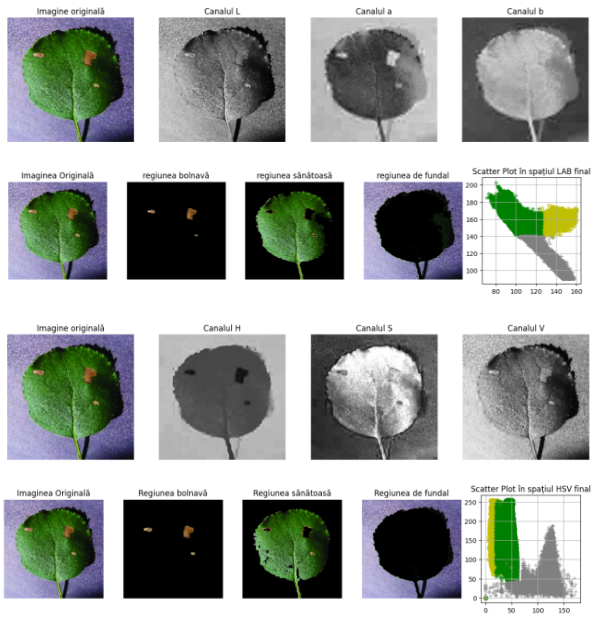 Imagine originală Canalul L Canalul a Canalul b
Imaginea Originală regiunea bolnavă regiunea sănătoasă regiunea de fundal Scatter Plot în spațiul LAB final
200
180
160
140
120
100
80 100 120 140 160
Imagine originală Canalul H Canalul S Canalul V
Imaginea Originală Regiunea bolnavă Regiunea sănătoasă Regiunea de fundal Scatter Plot în spațiul HSV final
250
200
150
100
50
0
0 50 100 150